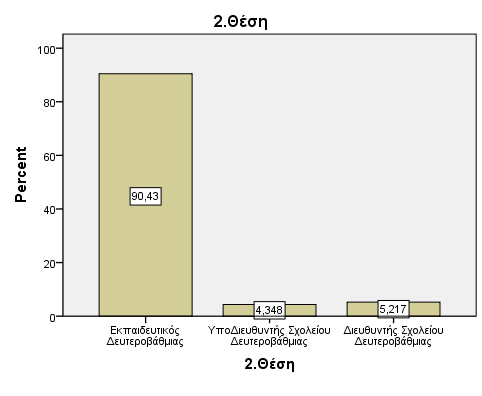 2.Θέση
Percent
100
80
60
40
20
0
90,43
4,348
5,217
Εκπαιδευτικός
Δευτεροβάθμιας
ΥποΔιευθυντής Σχολείου
Δευτεροβάθμιας
Διευθυντής Σχολείου
Δευτεροβάθμιας
2.Θέση